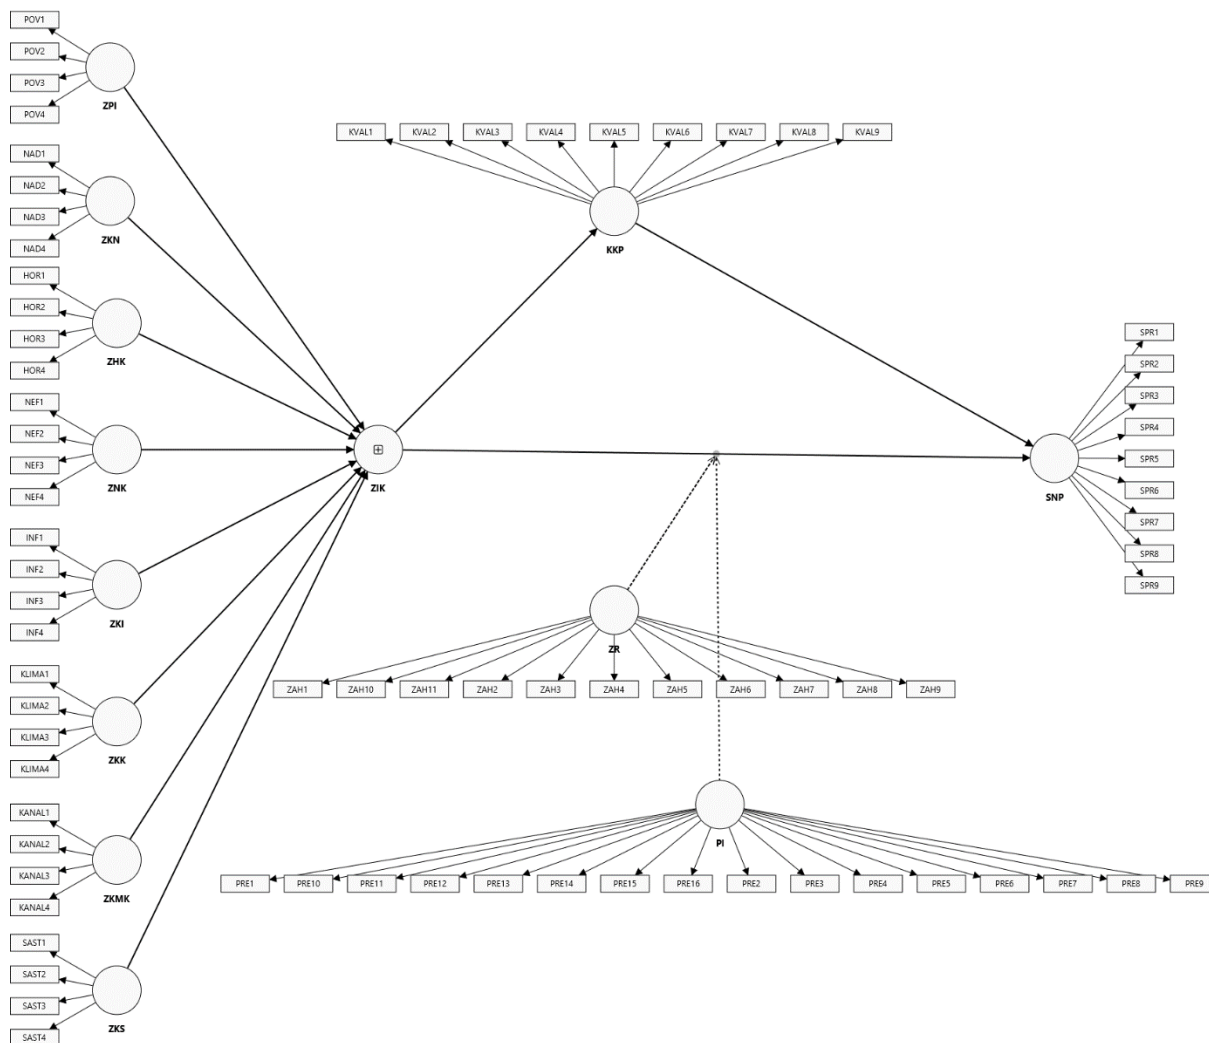 POV1
POV2
POV3
POV4
ZPI
NAD1
NAD2
NAD3
NAD4
ZKN
HOR1
HOR2
HOR3
HOR4
ZHK
NEF1
NEF2
NEF3
NEF4
ZNK
INF1
INF2
INF3
INF4
ZKI
KLIMA1
KLIMA2
KLIMA3
KLIMA4
ZKK
KANAL1
KANAL2
KANAL3
KANAL4
ZKMK
SAST1
SAST2
SAST3
SAST4
ZKS
ZIK
KVAL1 KVAL2 KVAL3 KVAL4 KVAL5 KVAL6 KVAL7 KVAL8 KVAL9
KKP
SPR1
SPR2
SPR3
SPR4
SPR5
SPR6
SPR7
SPR8
SPR9
SNP
ZR
ZAH1 ZAH10 ZAH11 ZAH2 ZAH3 ZAH4 ZAH5 ZAH6 ZAH7 ZAH8 ZAH9
PI
PRE1 PRE10 PRE11 PRE12 PRE13 PRE14 PRE15 PRE16 PRE2 PRE3 PRE4 PRE5 PRE6 PRE7 PRE8 PRE9